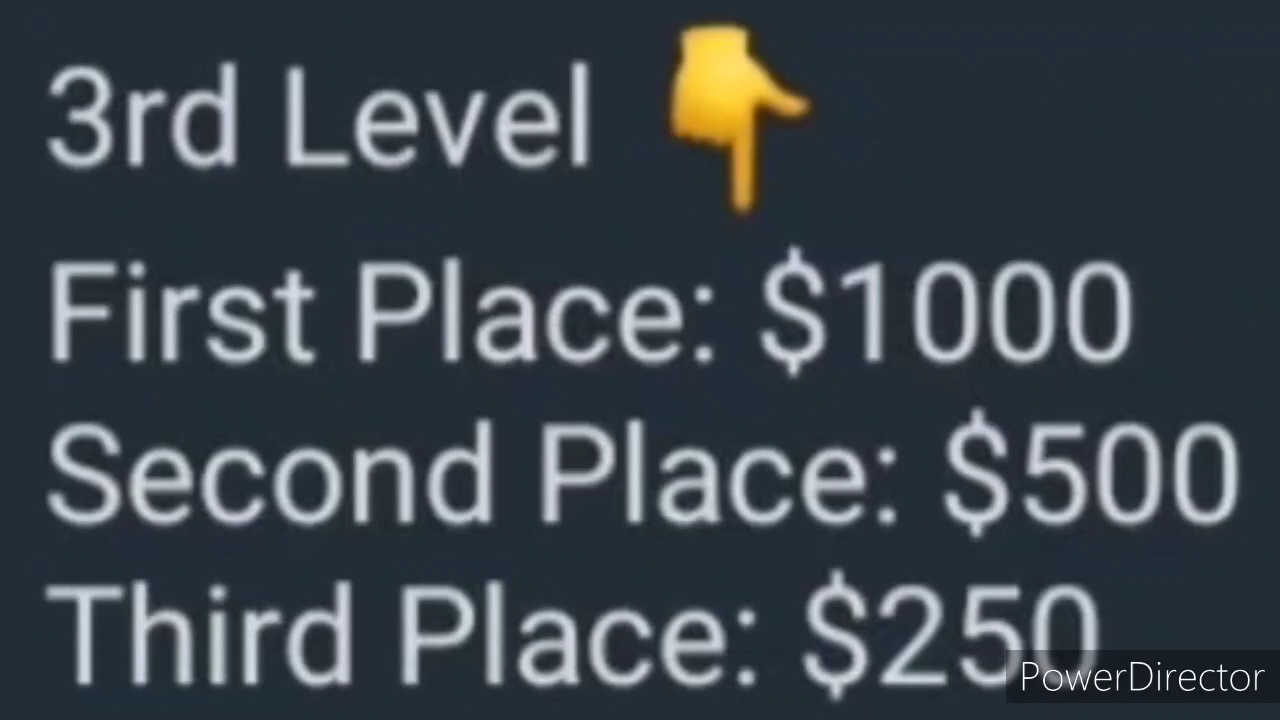 3rd Level 👇
First Place: $1000
Second Place: $500
Third Place: $250
PowerDirector